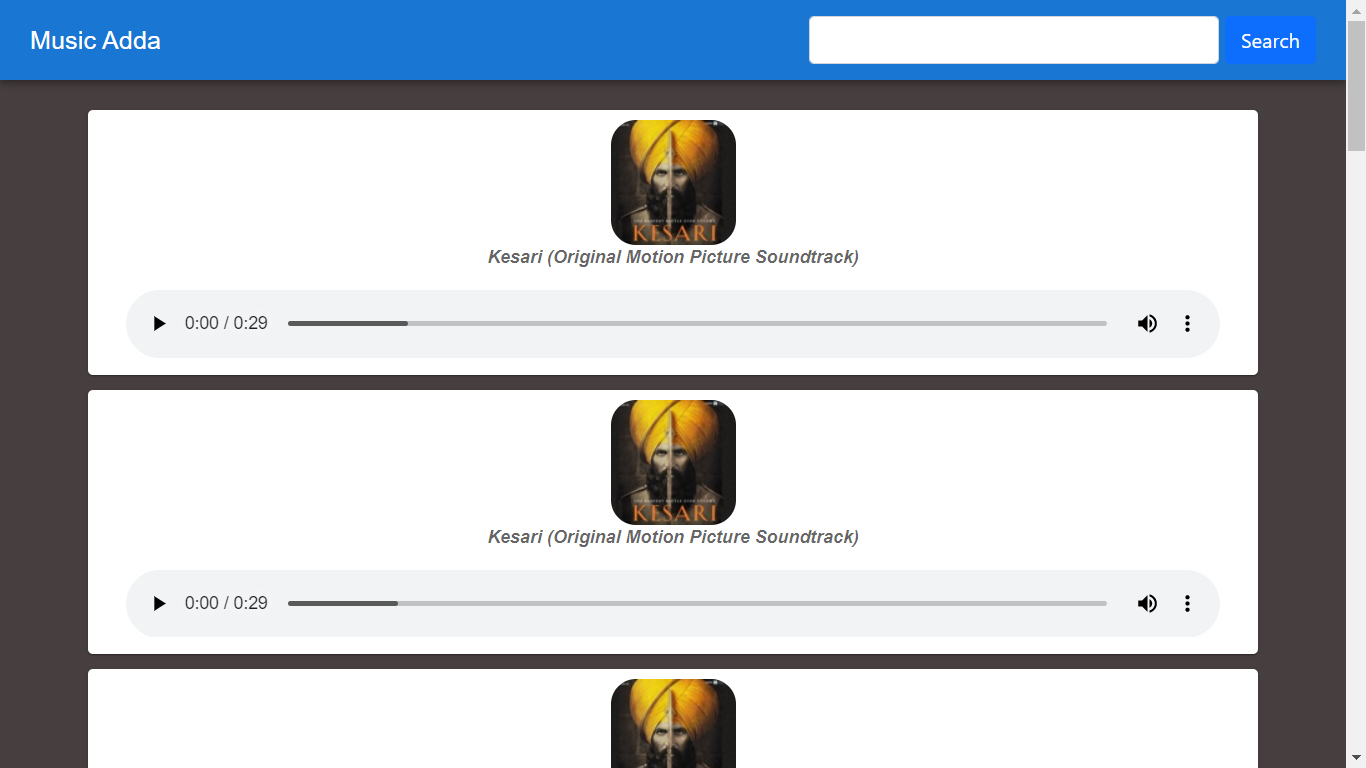 Music Adda
Search
KESARI
Kesari (Original Motion Picture Soundtrack)
0:00 / 0:29
KESARI
Kesari (Original Motion Picture Soundtrack)
0:00 / 0:29